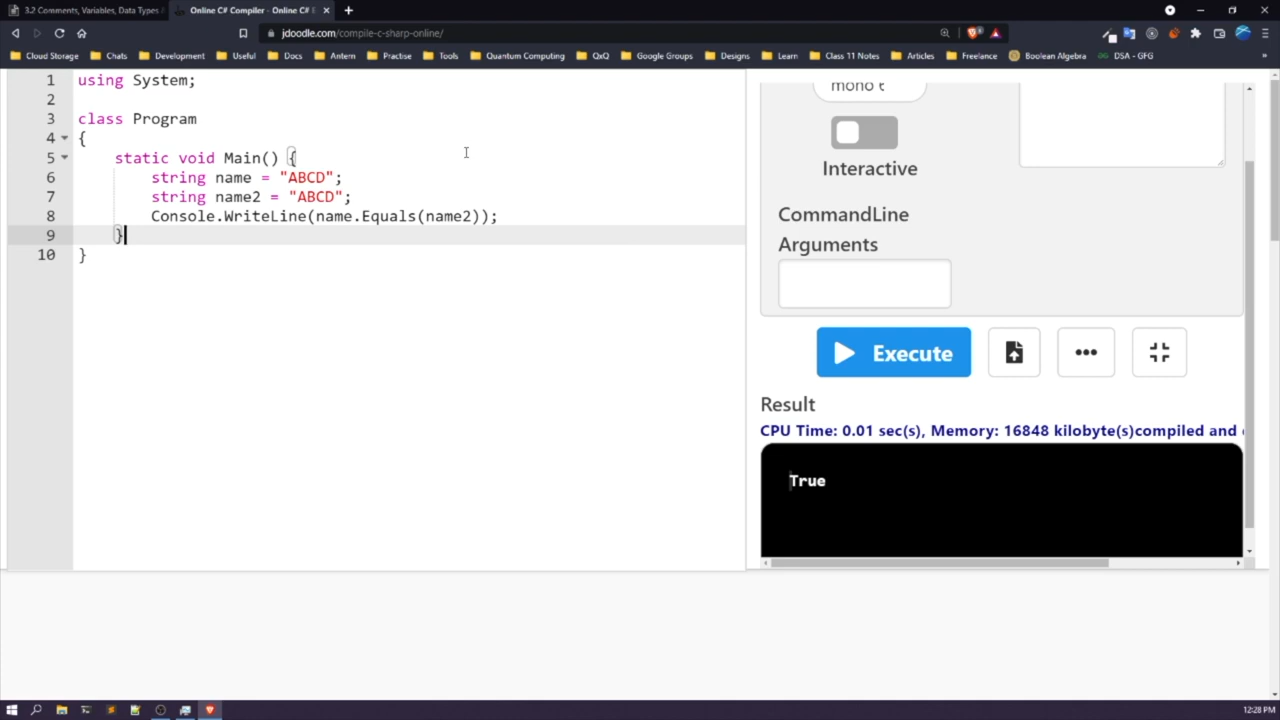 3.2 Comments, Variables, Data Types
Online C# Compiler - Online C#
jdoodle.com/compile-c-sharp-online/
Cloud Storage Chats Development Useful Docs Antern Practise Tools Quantum Computing QxQ Google Groups Designs Learn Class 11 Notes Articles Freelance Boolean Algebra DSA - GFG
1 using System;
2
3 class Program
4 {
5 static void Main() {
6 string name = "ABCD";
7 string name2 = "ABCD";
8 Console.WriteLine(name.Equals(name2));
9 }
10 }
mono
Interactive
CommandLine
Arguments
Execute
Result
CPU Time: 0.01 sec(s), Memory: 16848 kilobyte(s)compiled and
True
12:28 PM